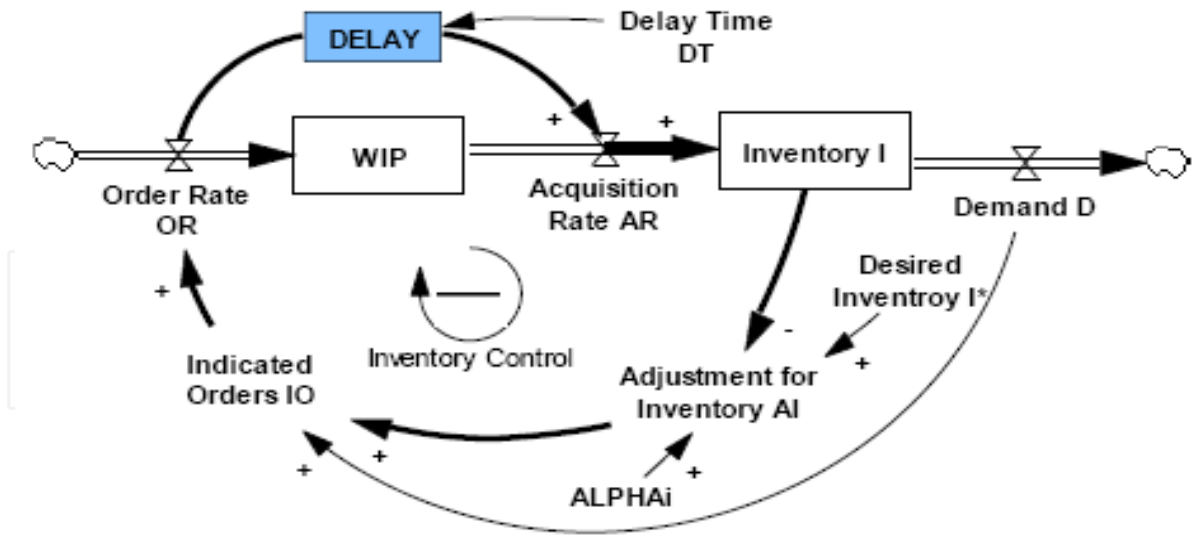 DELAY
Delay Time
DT
+
+
WIP
Inventory I
Order Rate
OR
Acquisition
Rate AR
Demand D
+
Desired
Inventroy I*
-
+
Inventory Control
Indicated
Orders IO
Adjustment for
Inventory AI
+
+
+
ALPHAi